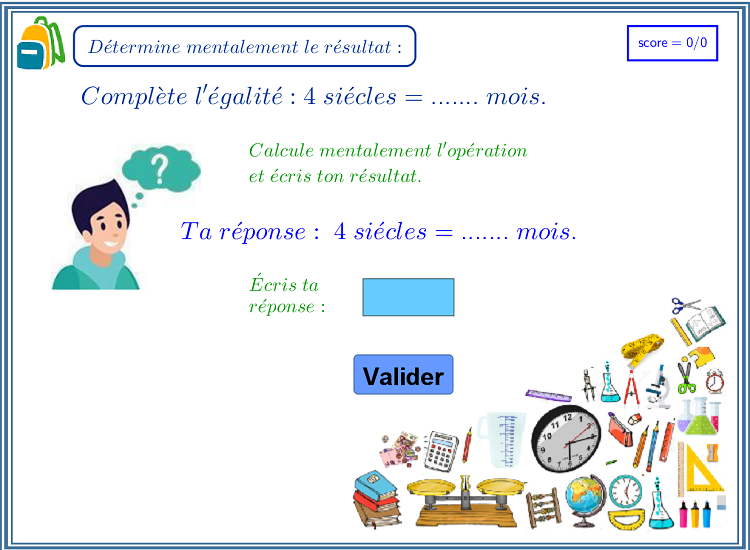 Détermine mentalement le résultat :
score = 0/0
Complète l'égalité : 4 siécles = ....... mois.
Calcule mentalement l'opération
et écris ton résultat.
Ta réponse : 4 siécles = ....... mois.
Écris ta
réponse :
Valider